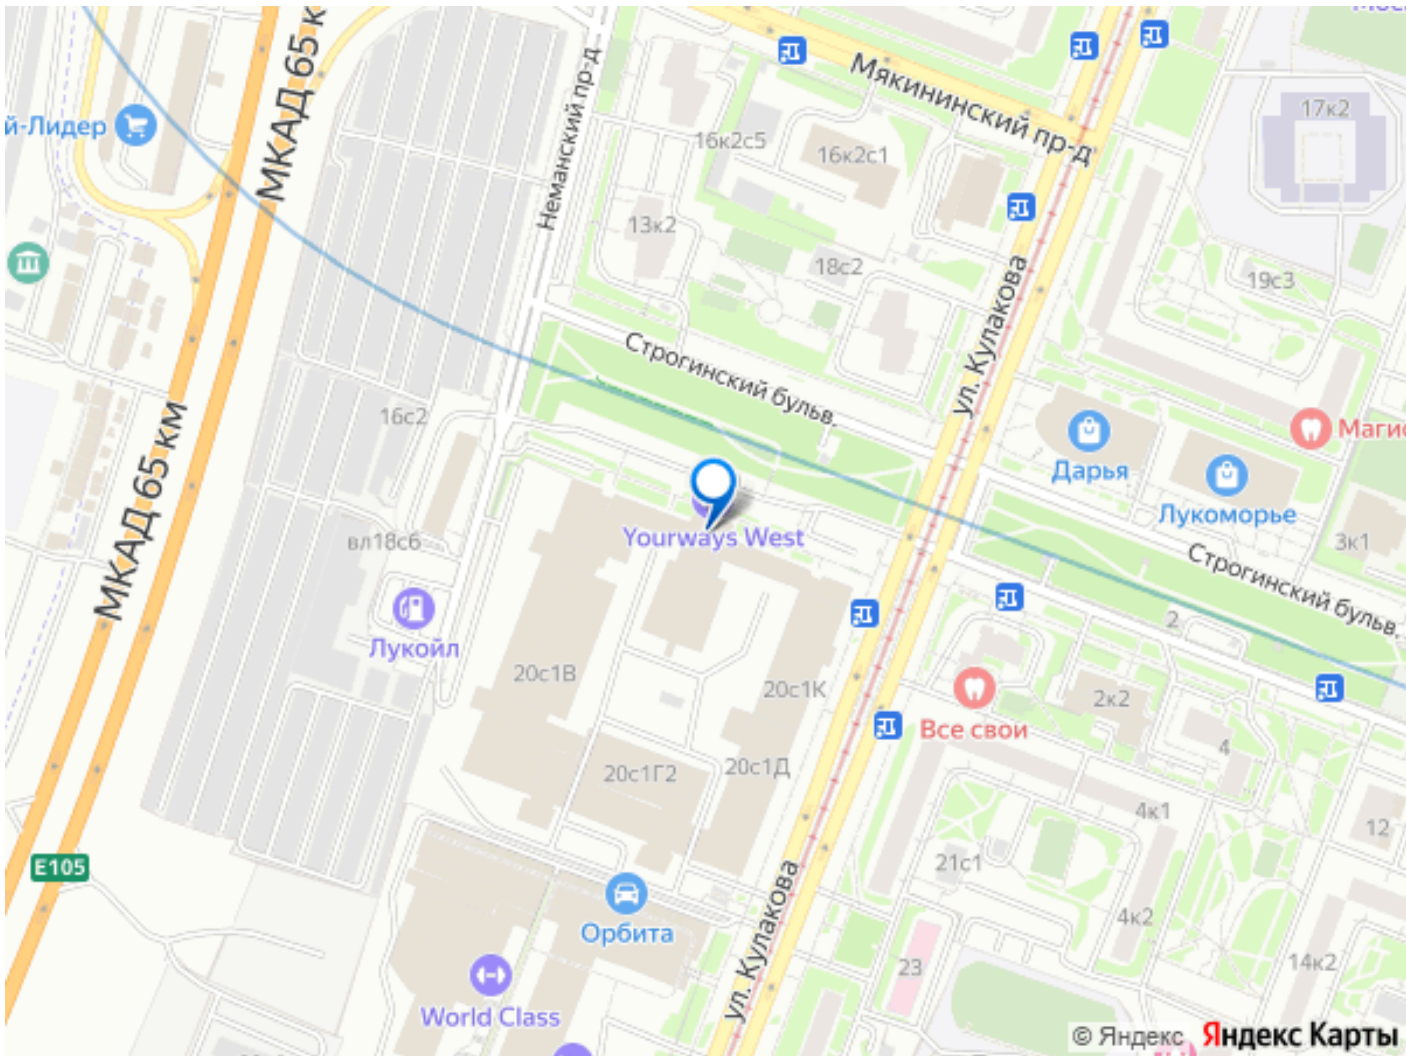 МКАД 65 к
Неманский пр-д
Мякининский пр-д
17к2
й-Лидер
16к2с5
16к2с1
13к2
18с2
19с3
ул. Кулакова
Строгинский бульв.
16с2
Магис
Дарья
Лукоморье
МКАД 65 км
вл18с6
Yourways West
3к1
Строгинский бульв.
2
Лукойл
20с1В
20с1К
2к2
Все свои
4
20с1Г2
20с1Д
4к1
12
E105
21с1
ул. Кулакова
4к2
Орбита
23
14к2
World Class
© Яндекс Яндекс Карты